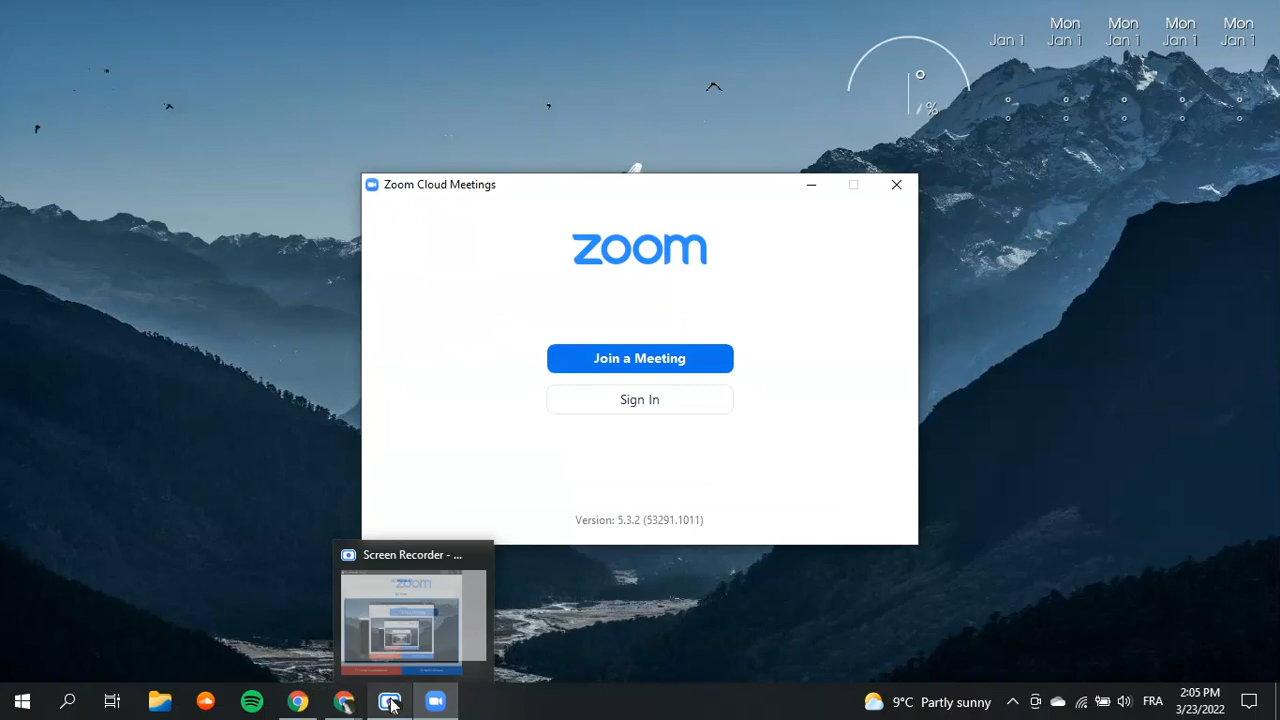 Mon Mon Mon Mon
Jan 1 Jan 1 Jan 1 Jan 1 Jan 1
°
%
Zoom Cloud Meetings
zoom
Join a Meeting
Sign In
Version: 5.3.2 (53291.1011)
Screen Recorder - ...
9°C Partly sunny
FRA
2:05 PM
3/23/2022